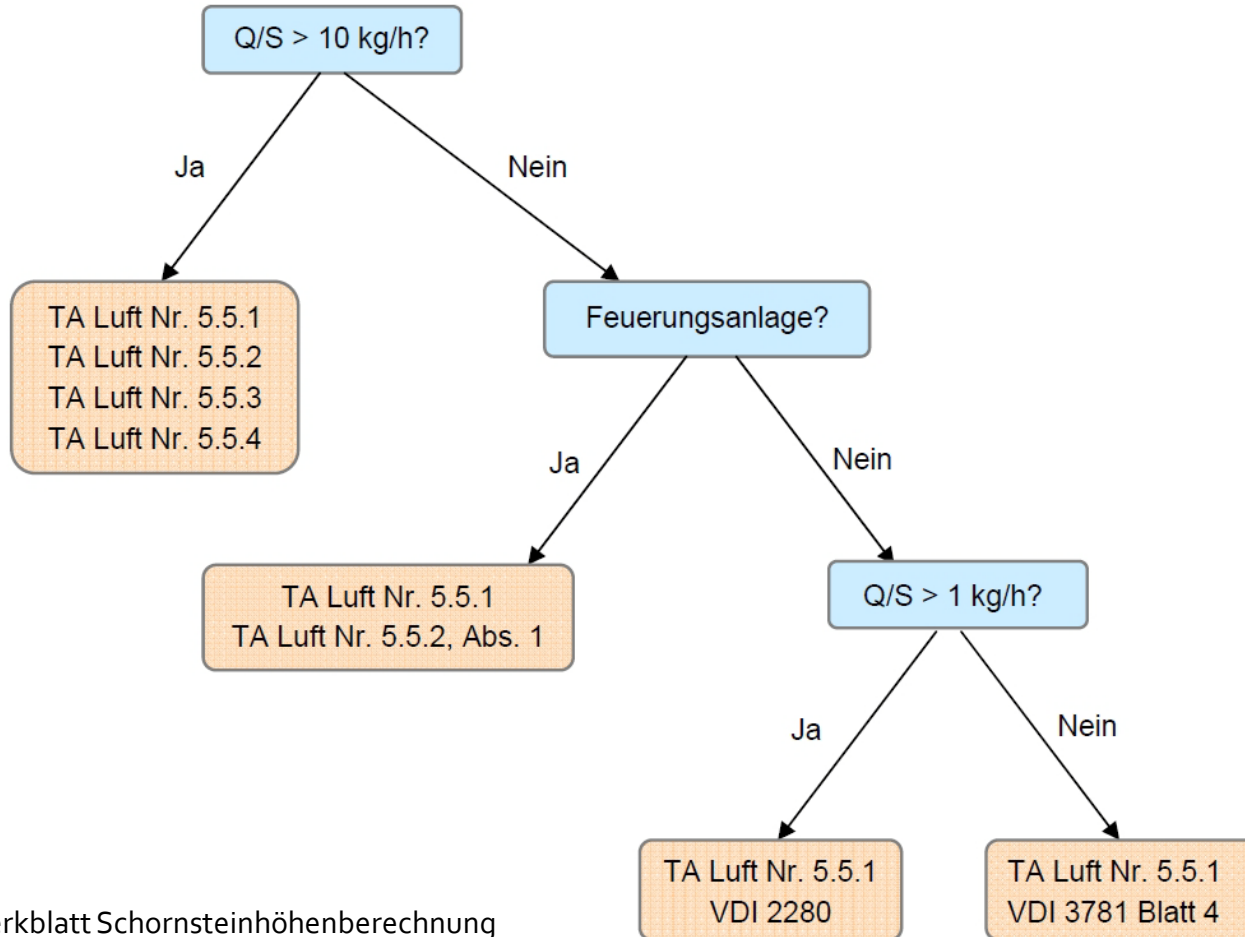 Q/S > 10 kg/h?
Ja
Nein
TA Luft Nr. 5.5.1
TA Luft Nr. 5.5.2
TA Luft Nr. 5.5.3
TA Luft Nr. 5.5.4
Feuerungsanlage?
Ja
Nein
TA Luft Nr. 5.5.1
TA Luft Nr. 5.5.2, Abs. 1
Q/S > 1 kg/h?
Ja
Nein
TA Luft Nr. 5.5.1
VDI 2280
TA Luft Nr. 5.5.1
VDI 3781 Blatt 4
erkblatt Schornsteinhöhenberechnung